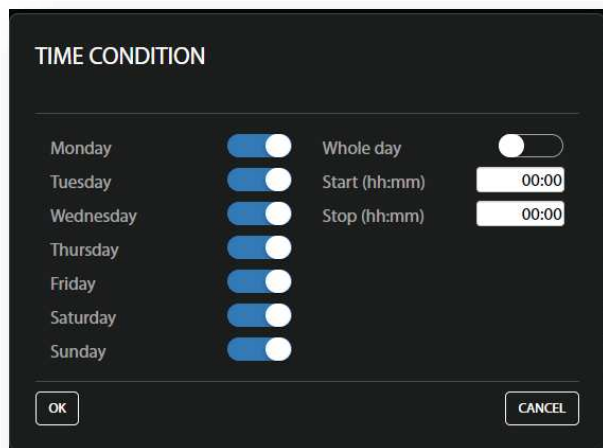 TIME CONDITION
Monday
Whole day
Tuesday
Start (hh:mm) 00:00
Wednesday
Stop (hh:mm) 00:00
Thursday
Friday
Saturday
Sunday
OK
CANCEL